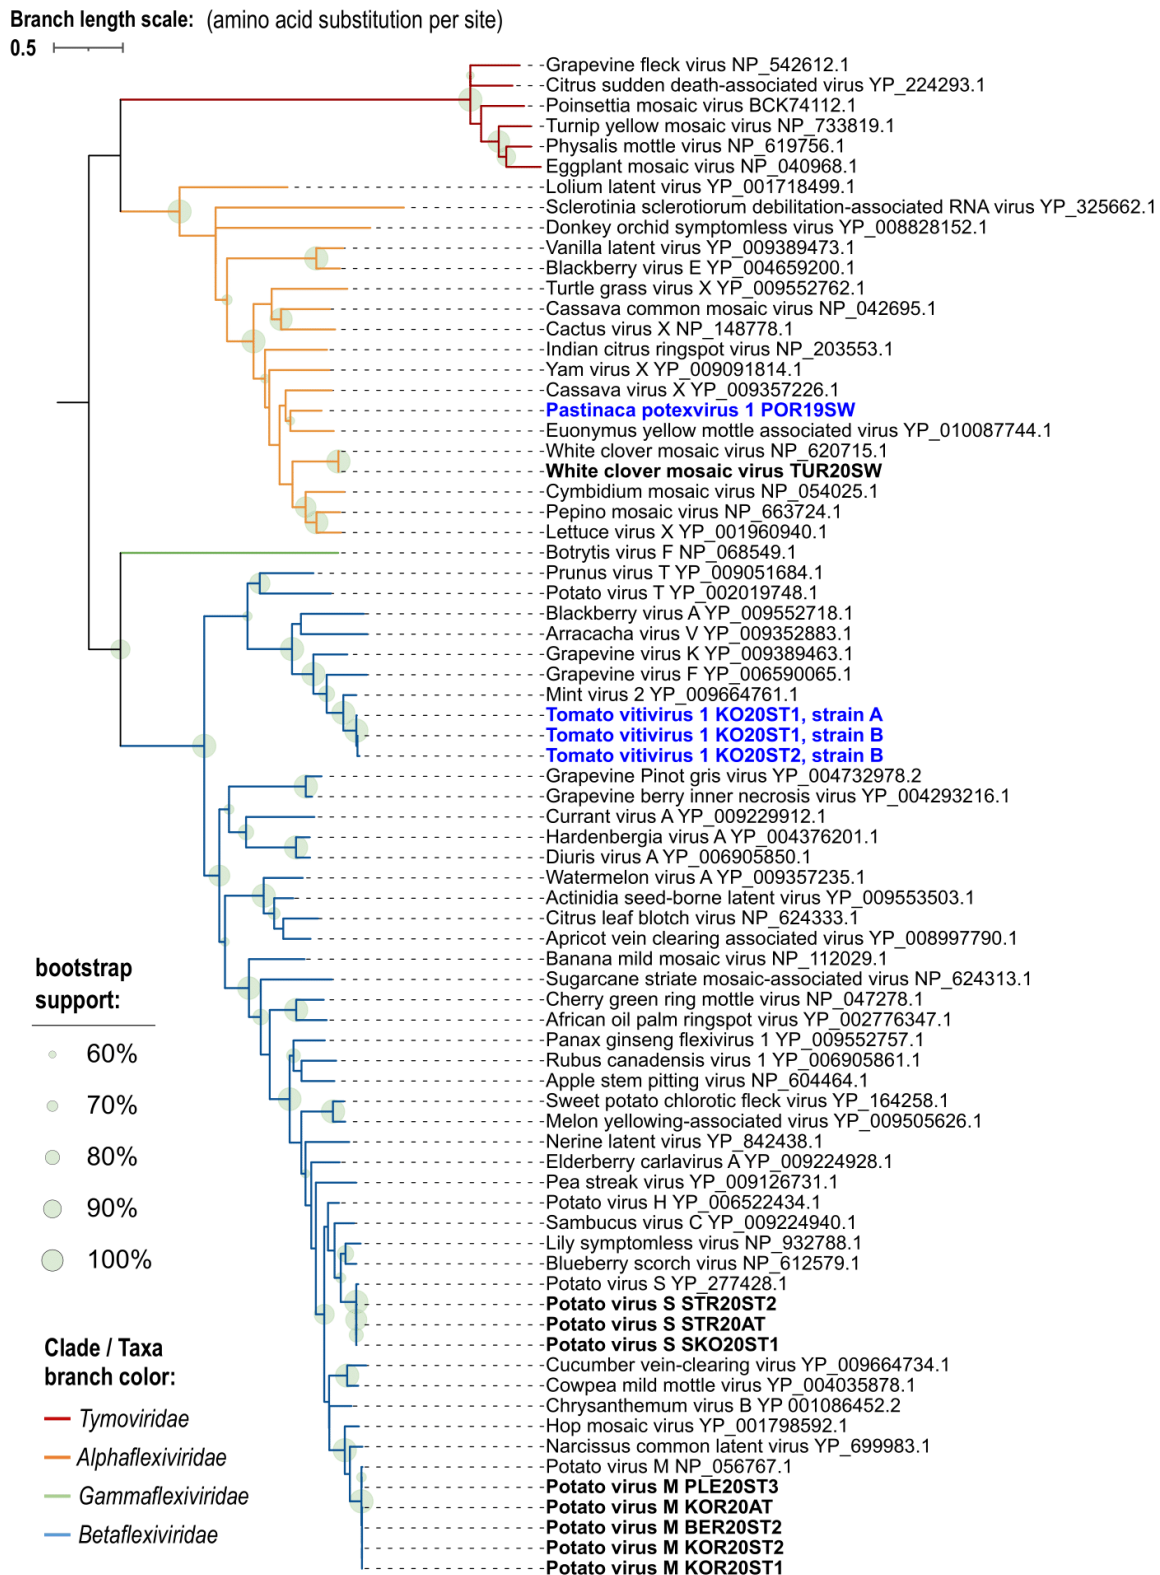 Branch length scale: (amino acid substitution per site)
0.5
Grapevine fleck virus NP_542612.1
Citrus sudden death-associated virus YP_224293.1
Poinsettia mosaic virus BCK74112.1
Turnip yellow mosaic virus NP_733819.1
Physalis mottle virus NP_619756.1
Eggplant mosaic virus NP_040968.1
Lolium latent virus YP_001718499.1
Sclerotinia sclerotiorum debilitation-associated RNA virus YP_325662.1
Donkey orchid symptomless virus YP_008828152.1
Vanilla latent virus YP_009389473.1
Blackberry virus E YP_004659200.1
Turtle grass virus X YP_009552762.1
Cassava common mosaic virus NP_042695.1
Cactus virus X NP_148778.1
Indian citrus ringspot virus NP_203553.1
Yam virus X YP_009091814.1
Cassava virus X YP_009357226.1
Pastinaca potexvirus 1 POR19SW
Euonymus yellow mottle associated virus YP_010087744.1
White clover mosaic virus NP_620715.1
White clover mosaic virus TUR20SW
Cymbidium mosaic virus NP_054025.1
Pepino mosaic virus NP_663724.1
Lettuce virus X YP_001960940.1
Botrytis virus F NP_068549.1
Prunus virus T YP_009051684.1
Potato virus T YP_002019748.1
Blackberry virus A YP_009552718.1
Arracacha virus V YP_009352883.1
Grapevine virus K YP_009389463.1
Grapevine virus F YP_006590065.1
Mint virus 2 YP_009664761.1
Tomato vitivirus 1 KO20ST1, strain A
Tomato vitivirus 1 KO20ST1, strain B
Tomato vitivirus 1 KO20ST2, strain B
Grapevine Pinot gris virus YP_004732978.2
Grapevine berry inner necrosis virus YP_004293216.1
Currant virus A YP_009229912.1
Hardenbergia virus A YP_004376201.1
Diuris virus A YP_006905850.1
Watermelon virus A YP_009357235.1
Actinidia seed-borne latent virus YP_009553503.1
Citrus leaf blotch virus NP_624333.1
Apricot vein clearing associated virus YP_008997790.1
Banana mild mosaic virus NP_112029.1
Sugarcane striate mosaic-associated virus NP_624313.1
Cherry green ring mottle virus NP_047278.1
African oil palm ringspot virus YP_002776347.1
Panax ginseng flexivirus 1 YP_009552757.1
Rubus canadensis virus 1 YP_006905861.1
Apple stem pitting virus NP_604464.1
Sweet potato chlorotic fleck virus YP_164258.1
Melon yellowing-associated virus YP_009505626.1
Nerine latent virus YP_842438.1
Elderberry carlavirus A YP_009224928.1
Pea streak virus YP_009126731.1
Potato virus H YP_006522434.1
Sambucus virus C YP_009224940.1
Lily symptomless virus NP_932788.1
Blueberry scorch virus NP_612579.1
Potato virus S YP_277428.1
Potato virus S STR20ST2
Potato virus S STR20AT
Potato virus S SKO20ST1
Cucumber vein-clearing virus YP_009664734.1
Cowpea mild mottle virus YP_004035878.1
Chrysanthemum virus B YP 001086452.2
Hop mosaic virus YP_001798592.1
Narcissus common latent virus YP_699983.1
Potato virus M NP_056767.1
Potato virus M PLE20ST3
Potato virus M KOR20AT
Potato virus M BER20ST2
Potato virus M KOR20ST2
Potato virus M KOR20ST1
bootstrap
support:
60%
70%
80%
90%
100%
Clade / Taxa
branch color:
Tymoviridae
Alphaflexiviridae
Gammaflexiviridae
Betaflexiviridae